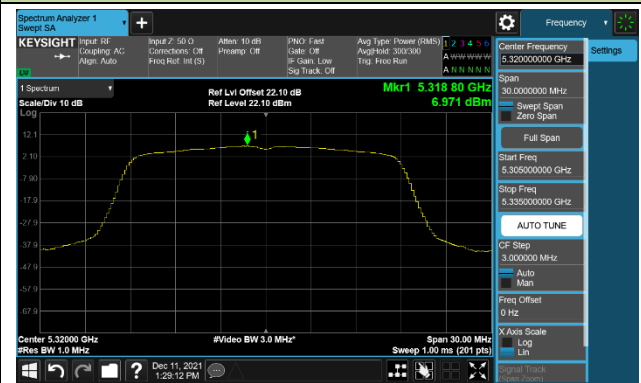 Spectrum Analyzer 1
Swept SA
+
Frequency
KEYSIGHT
Input: RF
Coupling: AC
Align: Auto
Input Z: 50 Ω
Corrections: Off
Freq Ref: Int (S)
Atten: 10 dB
Preamp: Off
PNO: Fast
Gate: Off
IF Gain: Low
Sig Track: Off
Avg Type: Power (RMS)
Avg|Hold: 300/300
Trig: Free Run
1 2 3 4 5 6
A W W W W W
A N N N N N
Center Frequency
5.320000000 GHz
Settings
Span
30.0000000 MHz
Swept Span
Zero Span
Full Span
Start Freq
5.305000000 GHz
Stop Freq
5.335000000 GHz
AUTO TUNE
CF Step
3.000000 MHz
Auto
Man
Freq Offset
0 Hz
X Axis Scale
Log
Lin
Signal Track
(Span Zoom)
1 Spectrum
Scale/Div 10 dB
Log
Ref Lvl Offset 22.10 dB
Ref Level 22.10 dBm
Mkr1 5.318 80 GHz
6.971 dBm
1
12.1
2.10
-7.90
-17.9
-27.9
-37.9
-47.9
-57.9
-67.9
Center 5.32000 GHz
#Res BW 1.0 MHz
#Video BW 3.0 MHz*
Span 30.00 MHz
Sweep 1.00 ms (201 pts)
?
Dec 11, 2021
1:29:12 PM